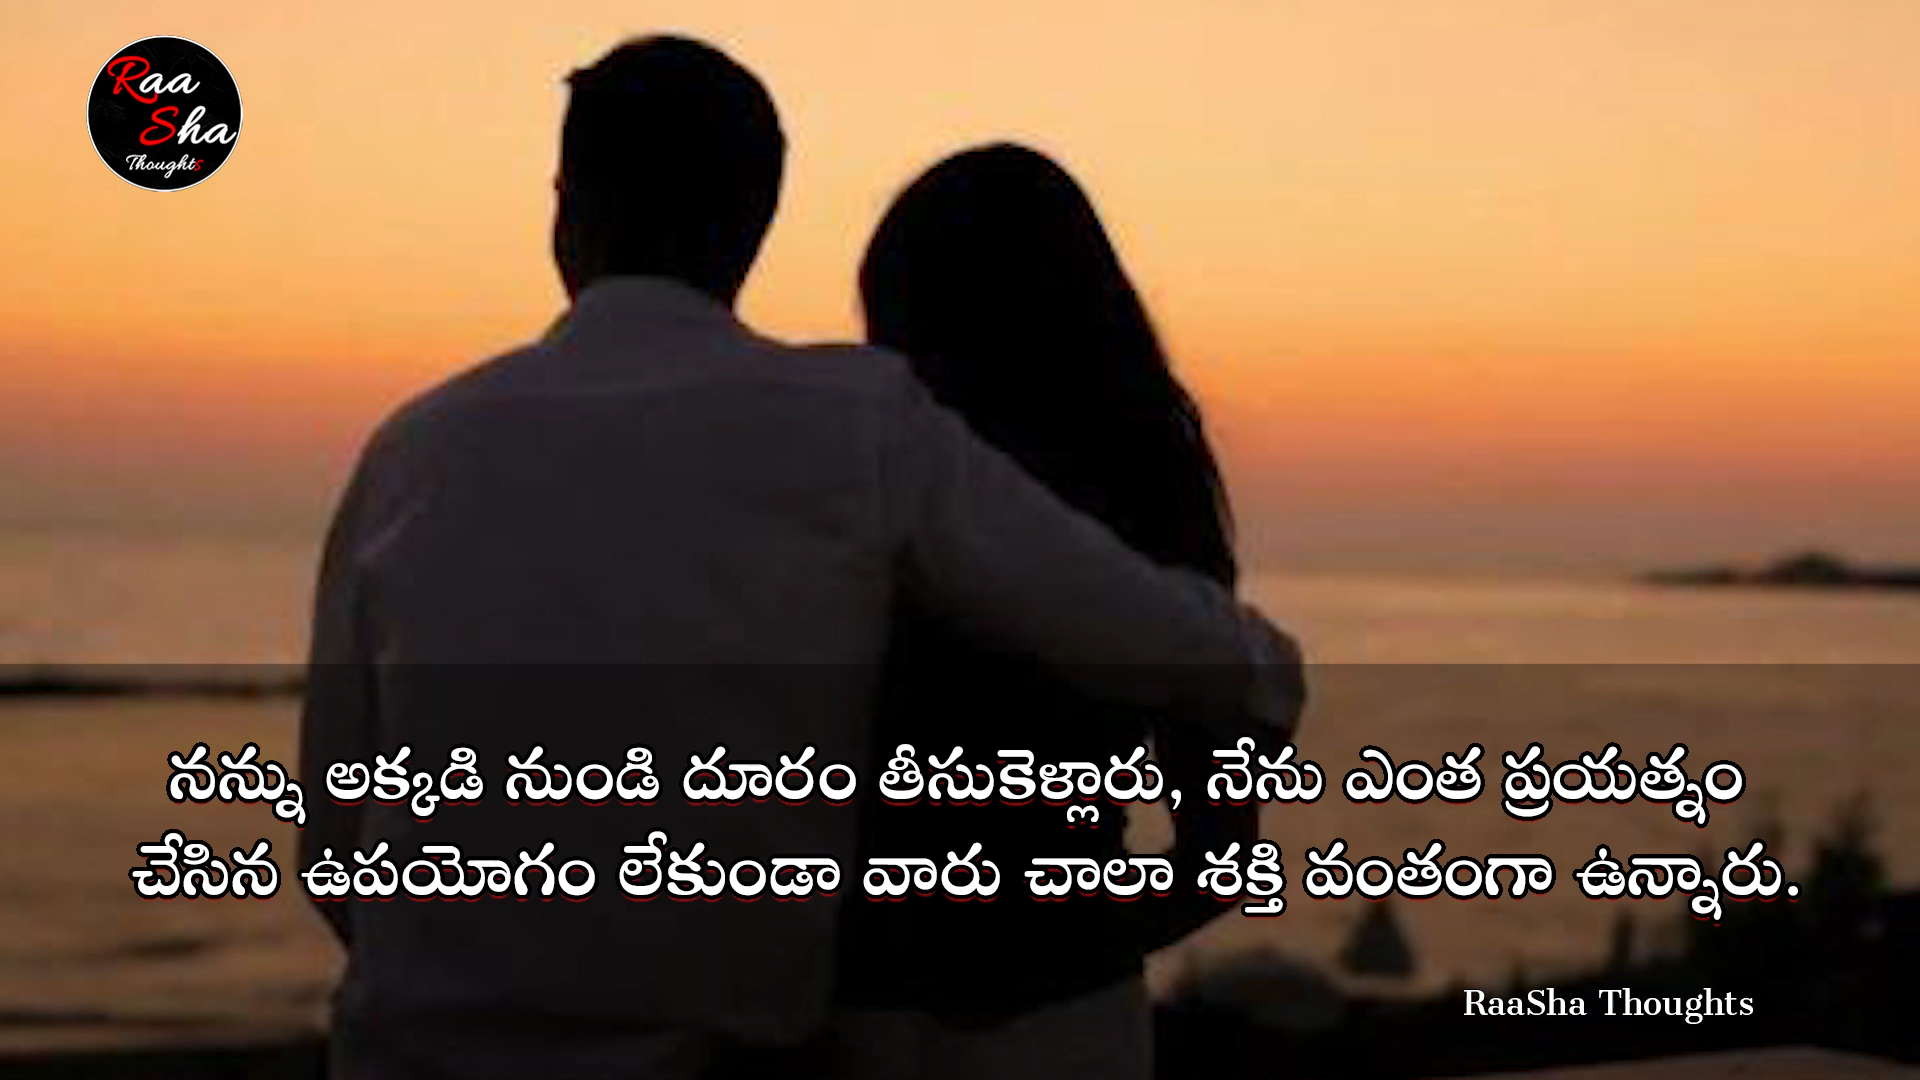 Raa
Sha
Thoughts
నన్ను అక్కడి నుండి దూరం తీసుకెళ్లారు, నేను ఎంత ప్రయత్నం
చేసిన ఉపయోగం లేకుండా వారు చాలా శక్తి వంతంగా ఉన్నారు.
RaaSha Thoughts